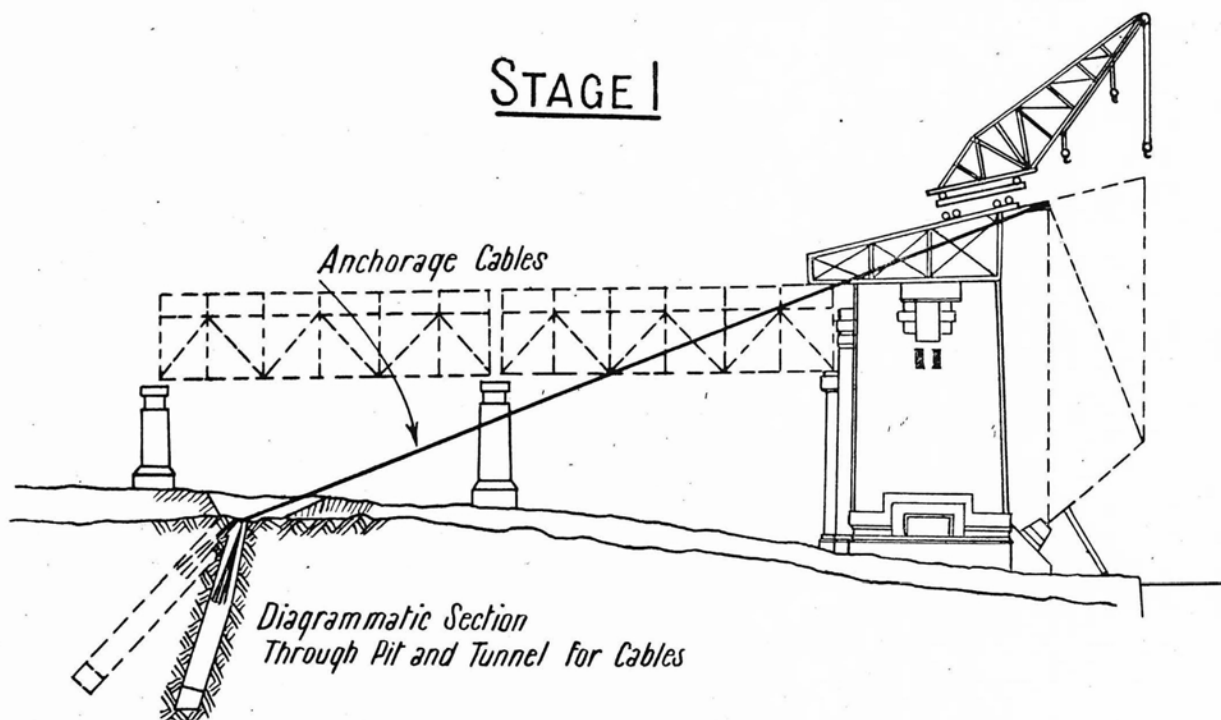 STAGE I
Anchorage Cables
Diagrammatic Section
Through Pit and Tunnel for Cables